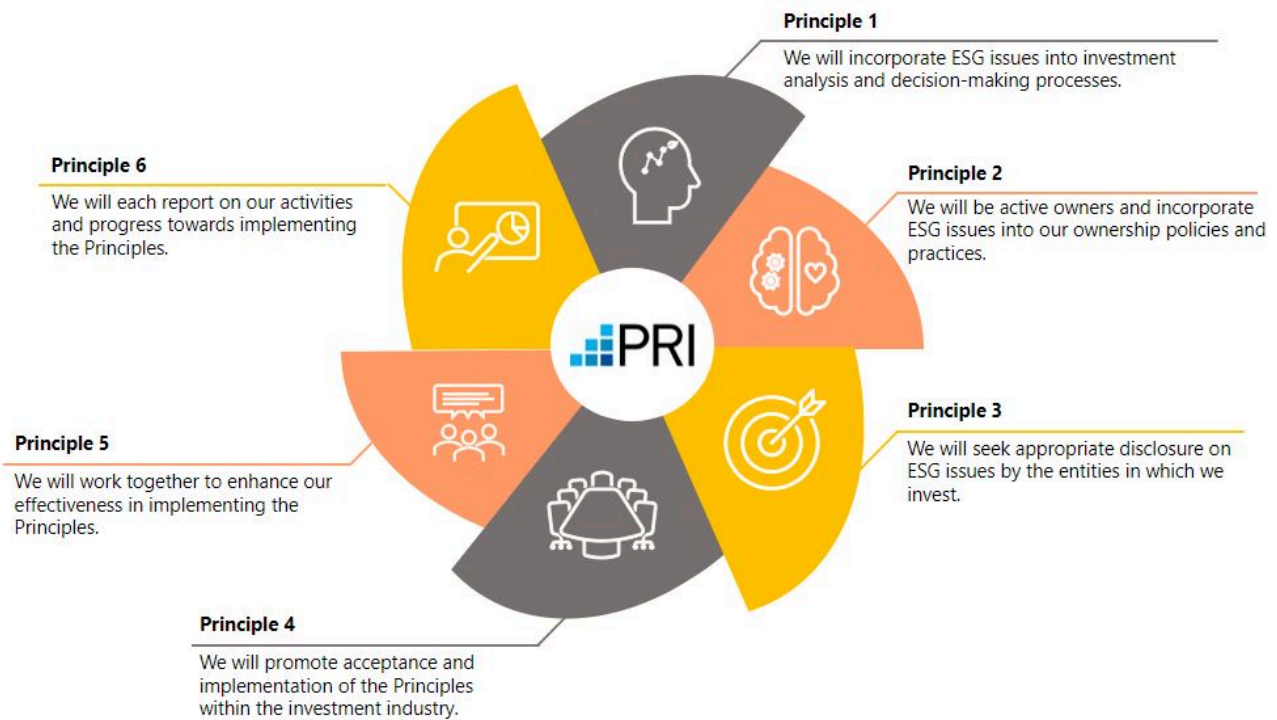 Principle 1
We will incorporate ESG issues into investment
analysis and decision-making processes.
Principle 2
We will be active owners and incorporate
ESG issues into our ownership policies and
practices.
Principle 3
We will seek appropriate disclosure on
ESG issues by the entities in which we
invest.
Principle 4
We will promote acceptance and
implementation of the Principles
within the investment industry.
Principle 5
We will work together to enhance our
effectiveness in implementing the
Principles.
Principle 6
We will each report on our activities
and progress towards implementing
the Principles.
PRI